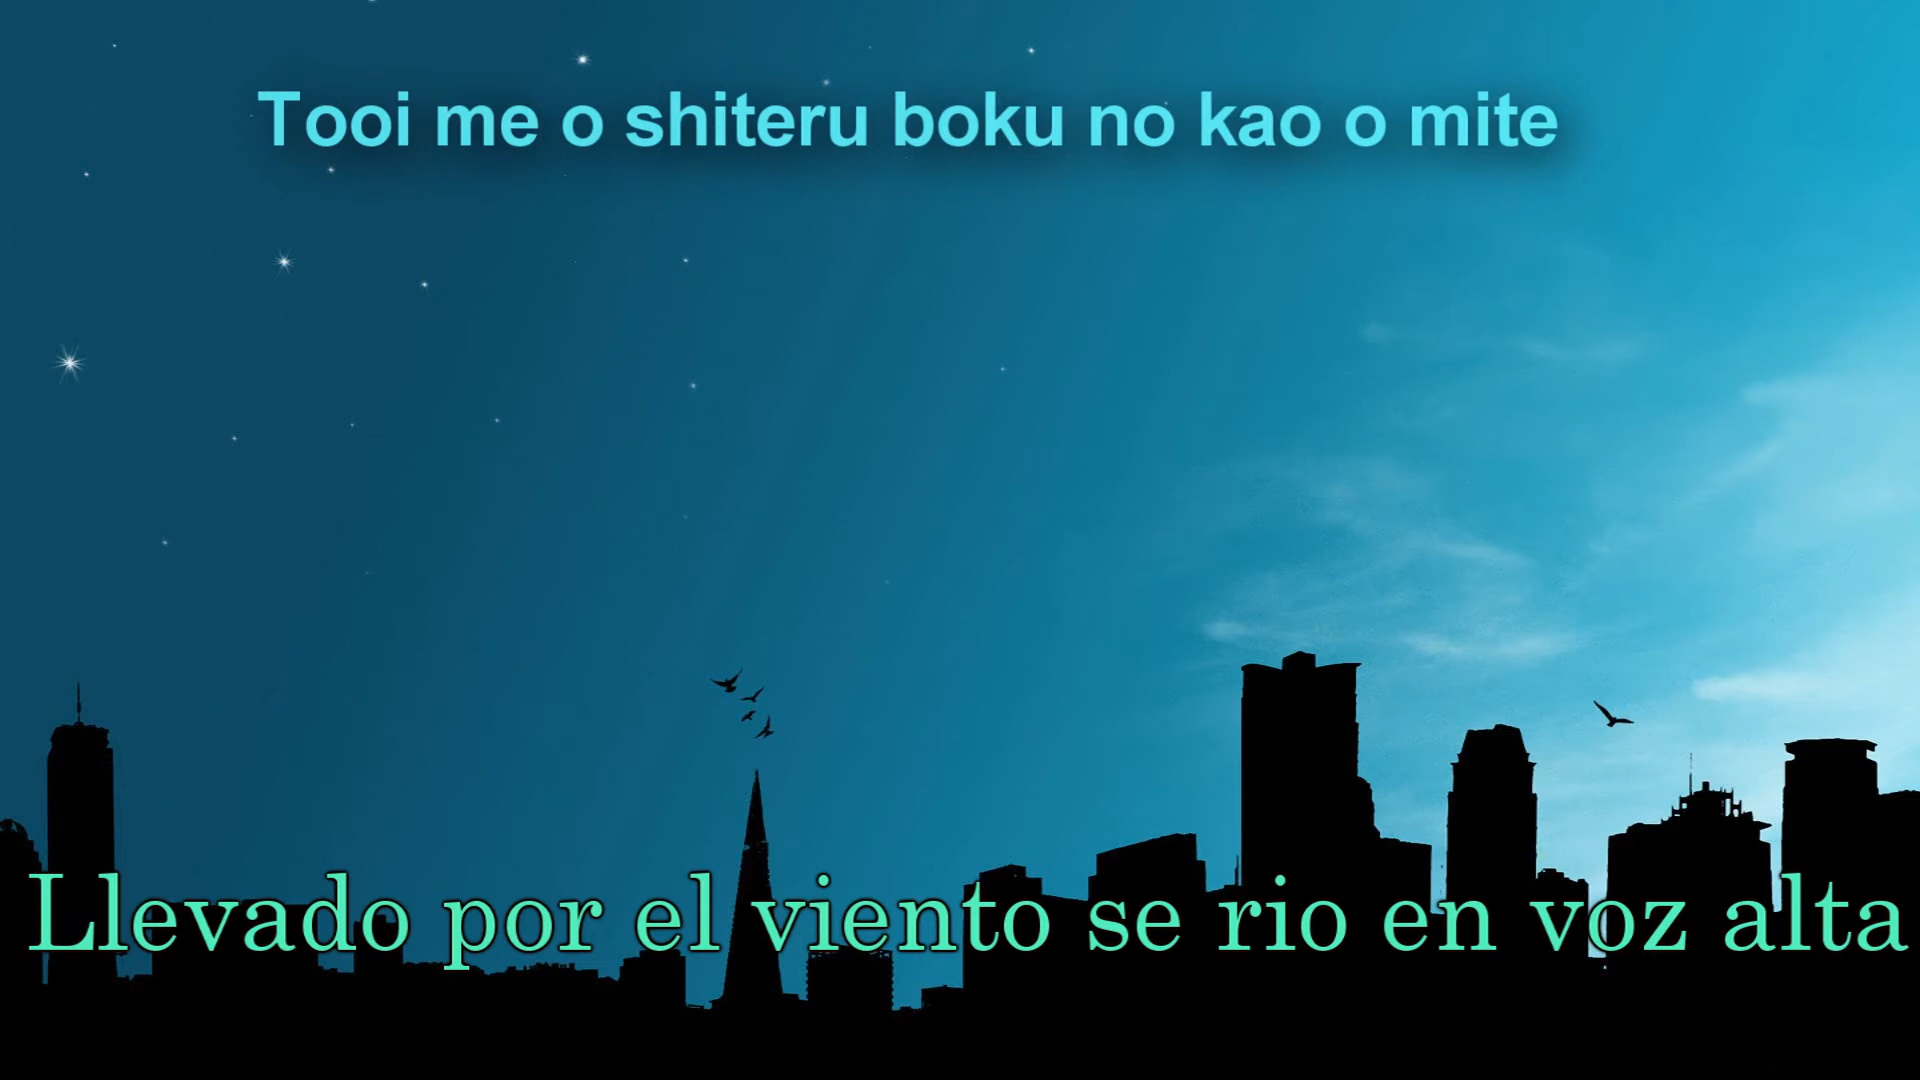 Tooi me o shiteru boku no kao o mite
Llevado por el viento se rio en voz alta